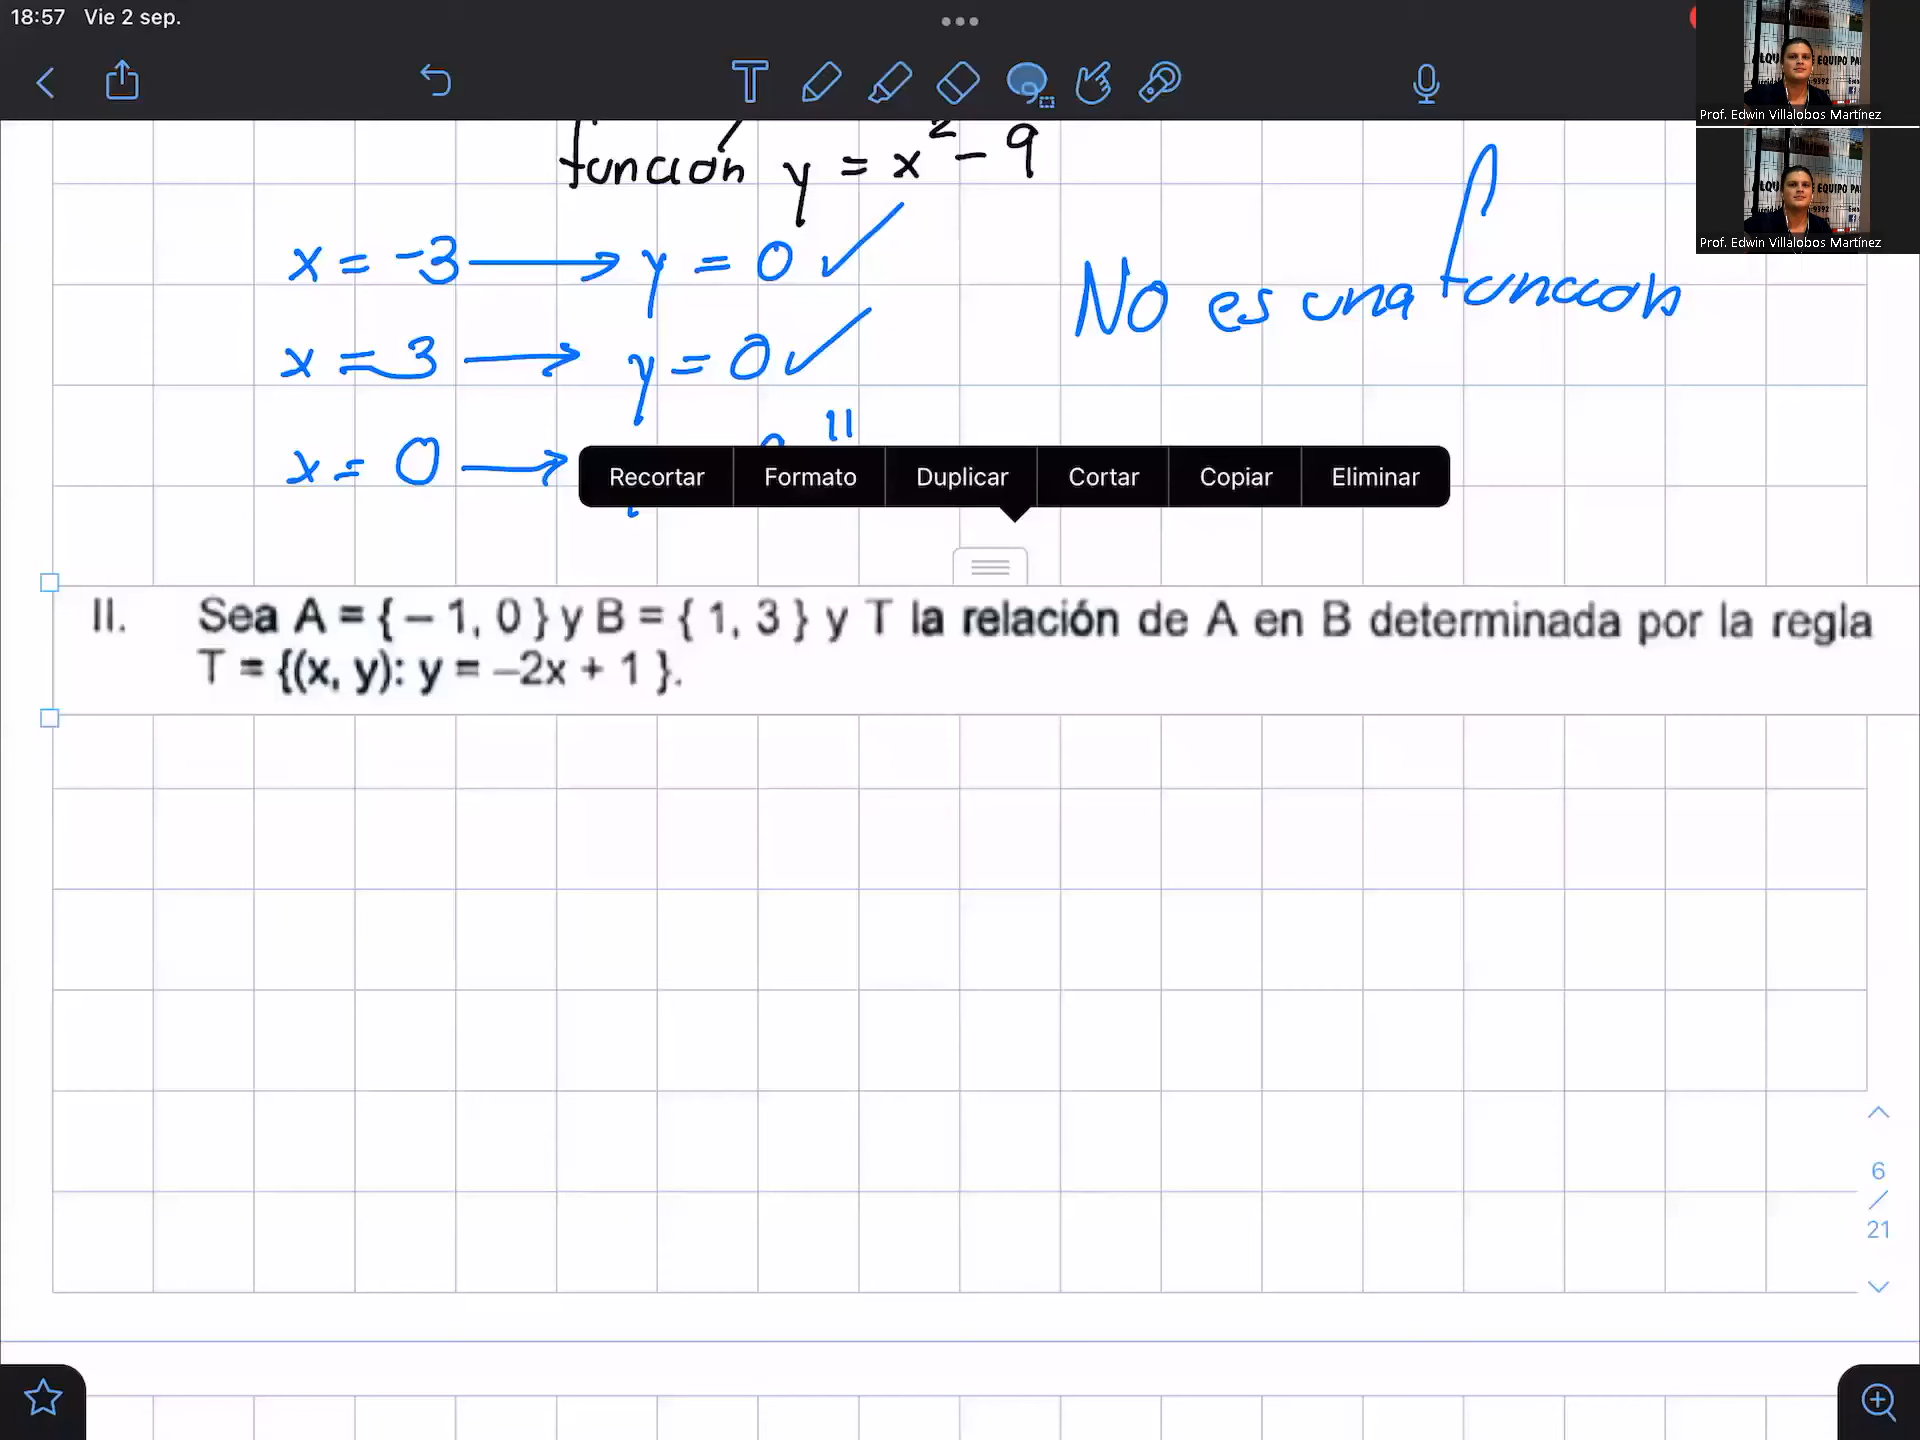 18:57 Vie 2 sep.
Prof. Edwin Villalobos Martínez
Prof. Edwin Villalobos Martínez
función y = x² - 9
x = -3 → y = 0 ✓
No es una función
x = 3 → y = 0 ✓
x = 0 →
Recortar Formato Duplicar Cortar Copiar Eliminar
II. Sea A = { – 1, 0 } y B = { 1, 3 } y T la relación de A en B determinada por la regla
T = {(x, y): y = –2x + 1 }.
6
/
21